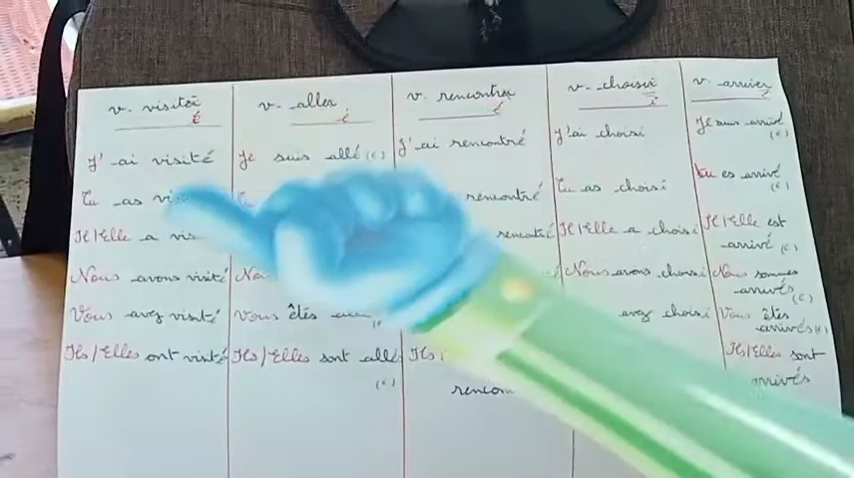 v. visiter
é
J'ai visité
Tu as
Il/Elle a
Nous avons visité
Vous avez visité
Ils/Elles ont visité
v. aller
é
Je suis allé (e)
Vous êtes
Ils/Elles sont allé
(e)
v. rencontrer
é
J'ai rencontré
rencontré
v. choisir
i
J'ai choisi
Tu as choisi
Il/Elle a choisi
Nous avons choisi
avez choisi
v. arriver
é
Je suis arrivé
(e)
Tu es arrivé
(e)
Il/Elle est
arrivé (e)
Nous sommes
arrivés
(e)
Vous êtes
arrivés (e)
Ils/Elles sont
arrivés